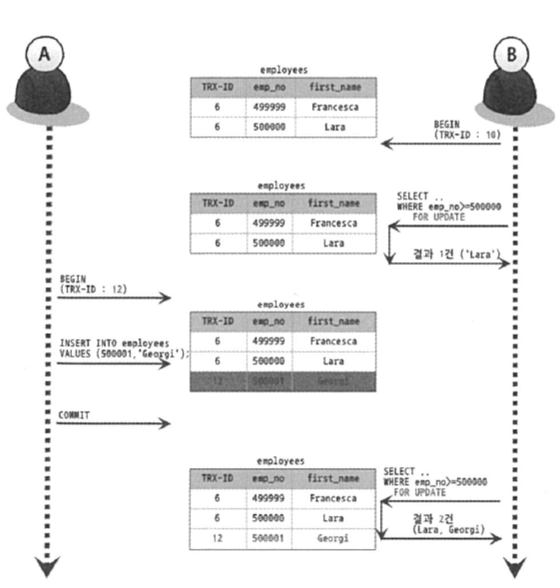 A
B
employees
TRX-ID emp_no first_name
6 499999 Francesca
6 500000 Lara
BEGIN
(TRX-ID : 10)
employees
TRX-ID emp_no first_name
6 499999 Francesca
6 500000 Lara
SELECT ..
WHERE emp_no>=500000
FOR UPDATE
결과 1건 ('Lara')
BEGIN
(TRX-ID : 12)
employees
TRX-ID emp_no first_name
6 499999 Francesca
6 500000 Lara
12 500001 Georgi
INSERT INTO employees
VALUES (500001,'Georgi');
COMMIT
employees
TRX-ID emp_no first_name
6 499999 Francesca
6 500000 Lara
12 500001 Georgi
SELECT ..
WHERE emp_no>=500000
FOR UPDATE
결과 2건
(Lara, Georgi)